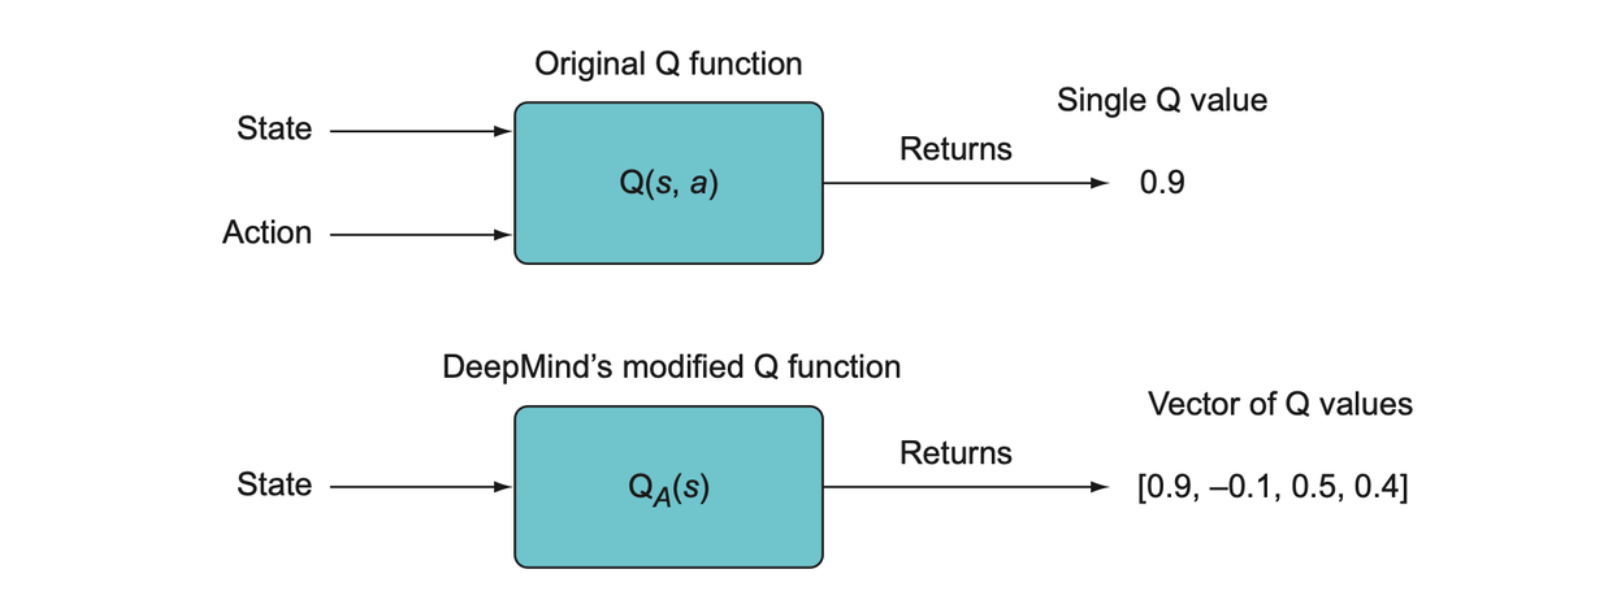 Original Q function
Single Q value
State
Returns
Q(s, a)
0.9
Action
DeepMind’s modified Q function
Vector of Q values
Returns
State
Q_A(s)
[0.9, –0.1, 0.5, 0.4]